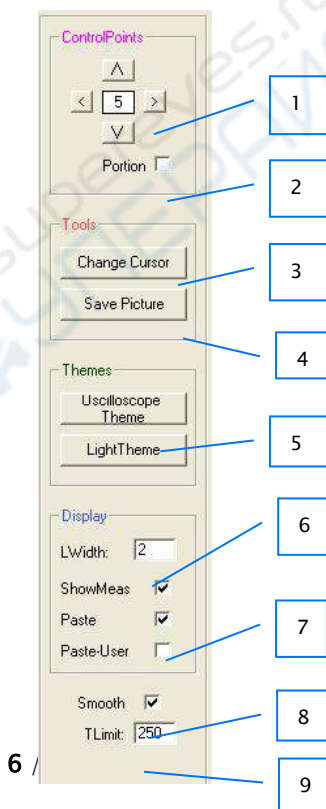 ControlPoints
^
< 5 >
V
1
Portion
2
Tools
Change Cursor
3
Save Picture
4
Themes
Uscilloscope
Theme
LightTheme
5
Display
6
LWidth: 2
ShowMeas
Paste
7
Paste-User
Smooth
8
TLimit: 250
6 /
9